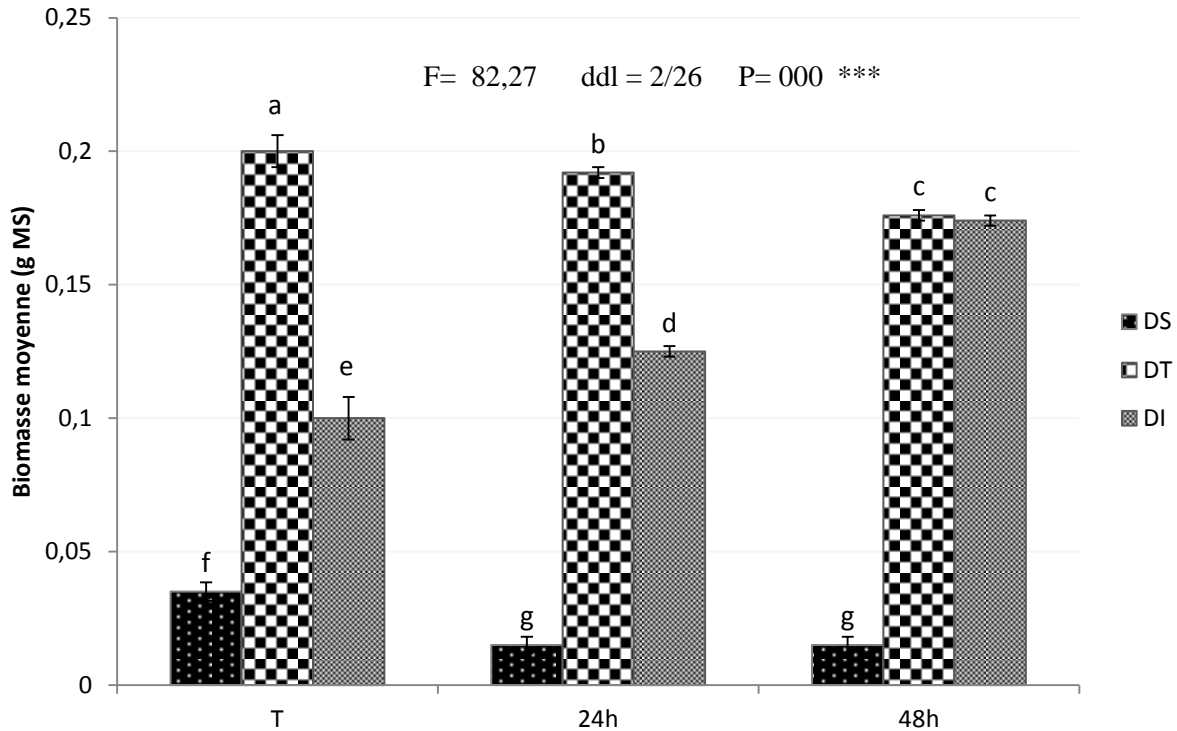 0,25
F= 82,27 ddl = 2/26 P= 000 ***
a
b
0,2
c c
0,15
d
e
0,1
0,05
f
g g
0
T 24h 48h
Biomasse moyenne (g MS)
DS
DT
DI